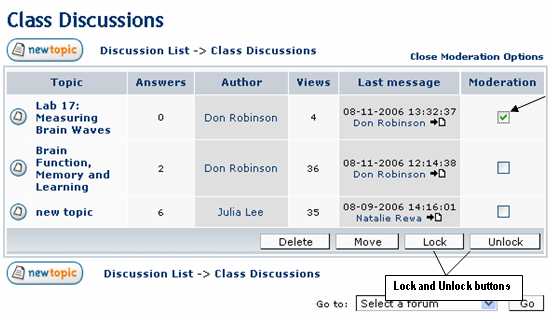 Class Discussions
newtopic Discussion List -> Class Discussions
Close Moderation Options
Topic Answers Author Views Last message Moderation
Lab 17: Measuring Brain Waves 0 Don Robinson 4 08-11-2006 13:32:37 Don Robinson
Brain Function, Memory and Learning 2 Don Robinson 36 08-11-2006 12:14:38 Don Robinson
new topic 6 Julia Lee 35 08-09-2006 14:16:01 Natalie Rewa
Delete Move Lock Unlock
newtopic Discussion List -> Class Discussions
Lock and Unlock buttons
Go to: Select a forum Go